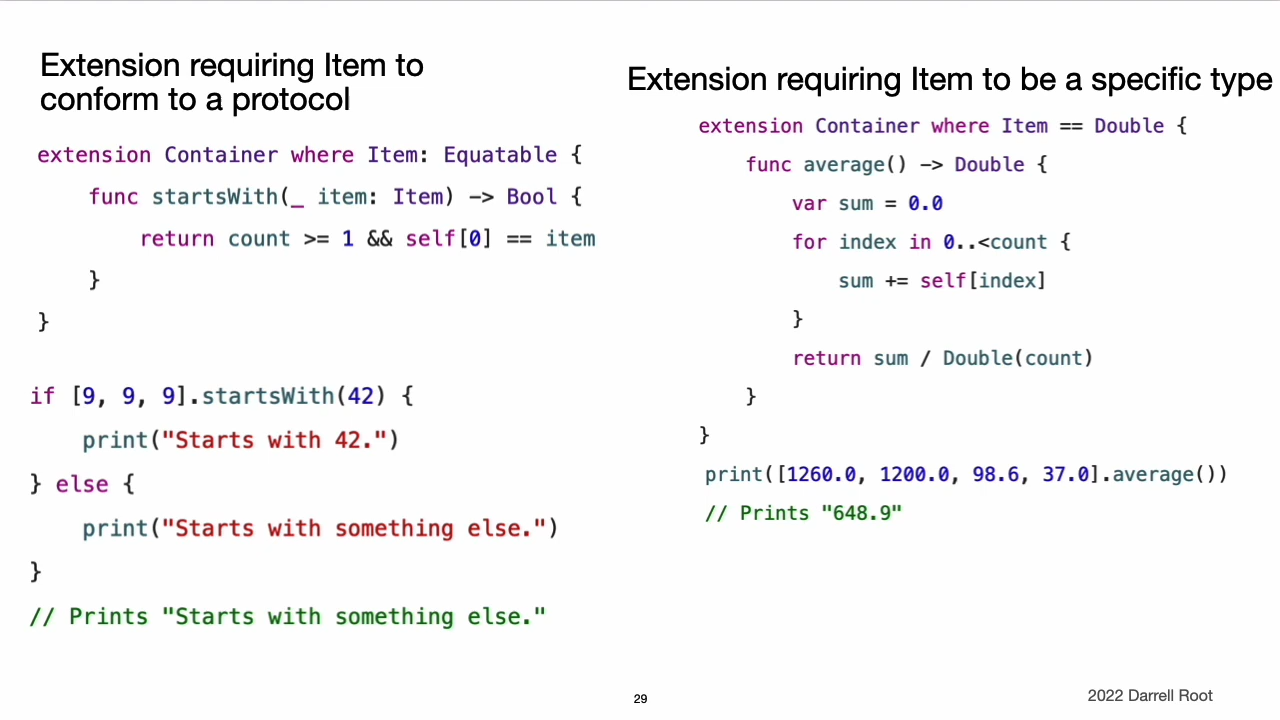 Extension requiring Item to
conform to a protocol
extension Container where Item: Equatable {
func startsWith(_ item: Item) -> Bool {
return count >= 1 && self[0] == item
}
}
if [9, 9, 9].startsWith(42) {
print("Starts with 42.")
} else {
print("Starts with something else.")
}
// Prints "Starts with something else."
Extension requiring Item to be a specific type
extension Container where Item == Double {
func average() -> Double {
var sum = 0.0
for index in 0..<count {
sum += self[index]
}
return sum / Double(count)
}
}
print([1260.0, 1200.0, 98.6, 37.0].average())
// Prints "648.9"
29
2022 Darrell Root